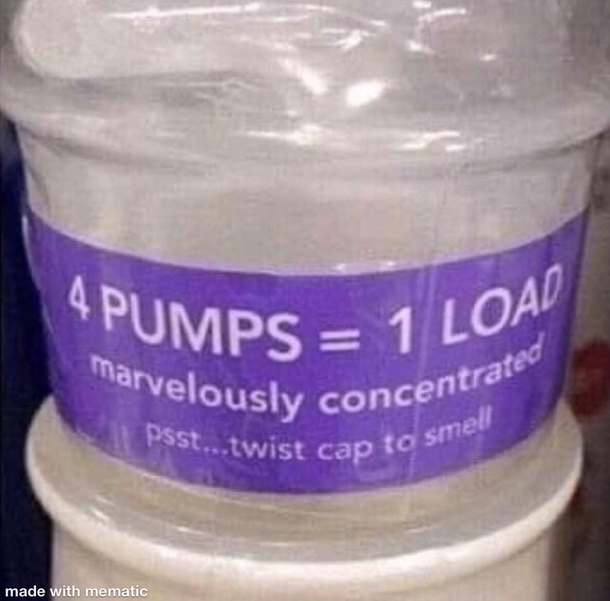 4 PUMPS = 1 LOAD
marvelously concentrated
psst...twist cap to smell
made with mematic